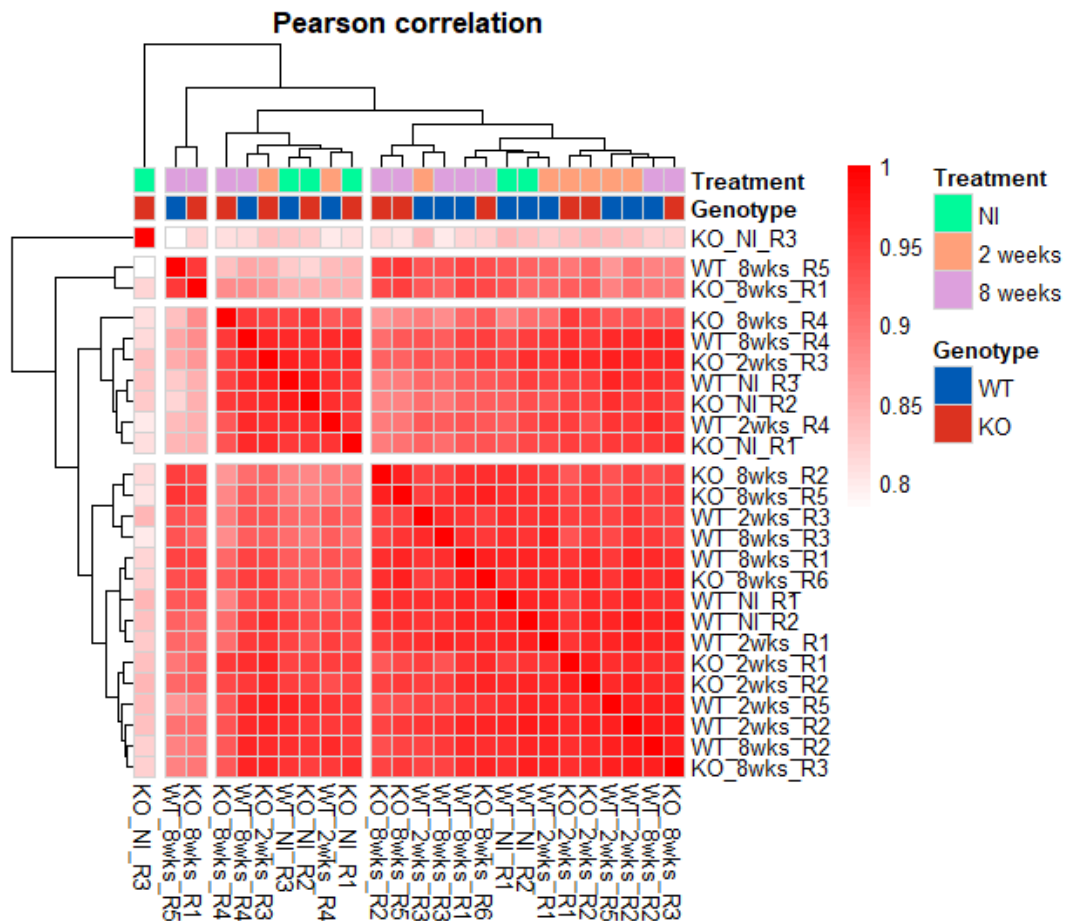 Pearson correlation
Treatment
Genotype
KO_NI_R3
WT_8wks_R5
KO_8wks_R1
KO_8wks_R4
WT_8wks_R4
KO_2wks_R3
WT_NI_R3
KO_NI_R2
WT_2wks_R4
KO_NI_R1
KO_8wks_R2
KO_8wks_R5
WT_2wks_R3
WT_8wks_R3
WT_8wks_R1
KO_8wks_R6
WT_NI_R1
WT_NI_R2
WT_2wks_R1
KO_2wks_R1
KO_2wks_R2
WT_2wks_R5
WT_2wks_R2
WT_8wks_R2
KO_8wks_R3
1
0.95
0.9
0.85
0.8
Treatment
NI
2 weeks
8 weeks
Genotype
WT
KO
KO_NI_R3
WT_8wks_R5
KO_8wks_R1
KO_8wks_R4
WT_8wks_R4
KO_2wks_R3
WT_NI_R3
KO_NI_R2
WT_2wks_R4
KO_NI_R1
KO_8wks_R2
KO_8wks_R5
WT_2wks_R3
WT_8wks_R3
WT_8wks_R1
KO_8wks_R6
WT_NI_R1
WT_NI_R2
WT_2wks_R1
KO_2wks_R1
KO_2wks_R2
WT_2wks_R5
WT_2wks_R2
WT_8wks_R2
KO_8wks_R3